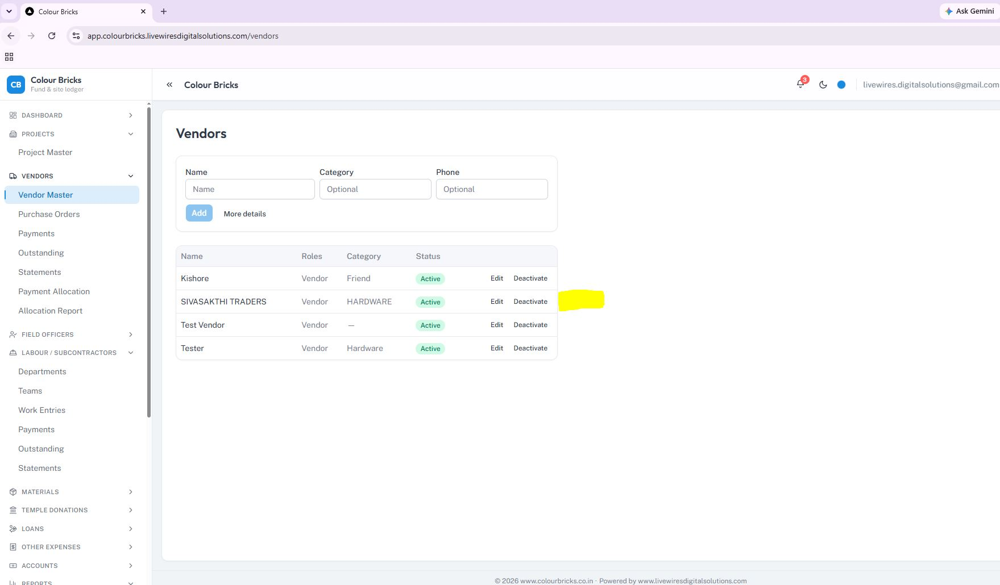 Colour Bricks
Ask Gemini
app.colourbricks.livewiresdigitalsolutions.com/vendors
CB
Colour Bricks
Fund & site ledger
Colour Bricks
3
livewires.digitalsolutions@gmail.com
DASHBOARD
PROJECTS
Project Master
VENDORS
Vendor Master
Purchase Orders
Payments
Outstanding
Statements
Payment Allocation
Allocation Report
FIELD OFFICERS
LABOUR / SUBCONTRACTORS
Departments
Teams
Work Entries
Payments
Outstanding
Statements
MATERIALS
TEMPLE DONATIONS
LOANS
OTHER EXPENSES
ACCOUNTS
REPORTS
Vendors
Name Category Phone
Name Optional Optional
Add More details
Name Roles Category Status
Kishore Vendor Friend Active Edit Deactivate
SIVASAKTHI TRADERS Vendor HARDWARE Active Edit Deactivate
Test Vendor Vendor — Active Edit Deactivate
Tester Vendor Hardware Active Edit Deactivate
© 2026 www.colourbricks.co.in · Powered by www.livewiresdigitalsolutions.com